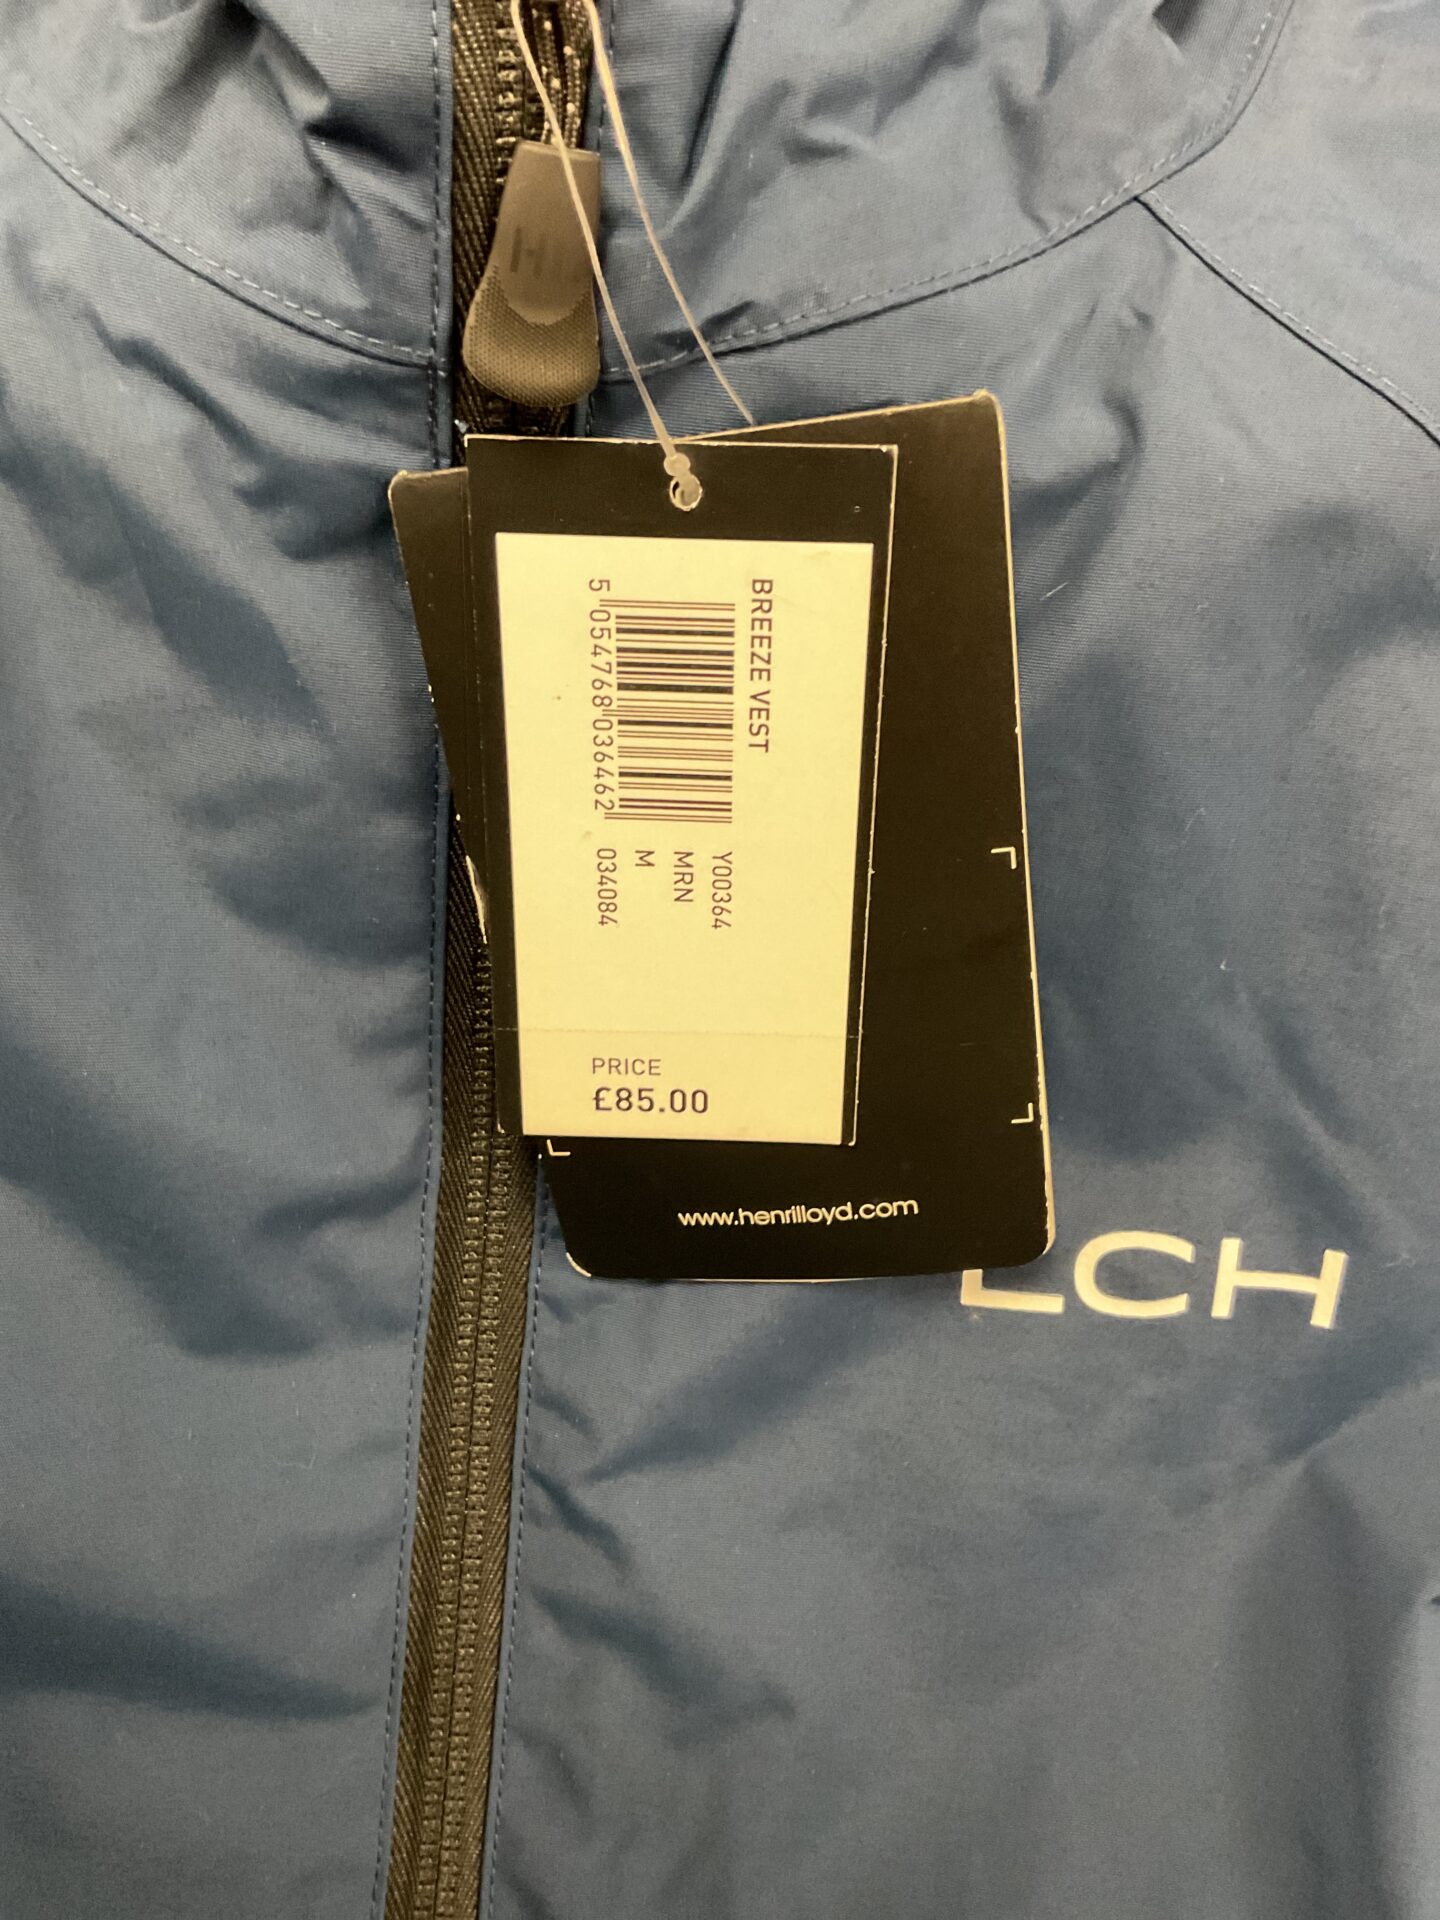 BREEZE VEST
5 054768 036462
Y00364
MRN
M
034084
PRICE
£85.00
www.henrilloyd.com
LCH